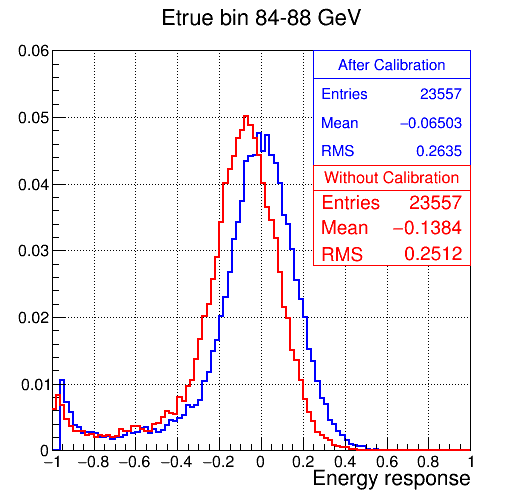 Etrue bin 84-88 GeV
0.06
0.05
0.04
0.03
0.02
0.01
0
After Calibration
Entries 23557
Mean −0.06503
RMS 0.2635
Without Calibration
Entries 23557
Mean −0.1384
RMS 0.2512
−1 −0.8 −0.6 −0.4 −0.2 0 0.2 0.4 0.6 0.8 1
Energy response